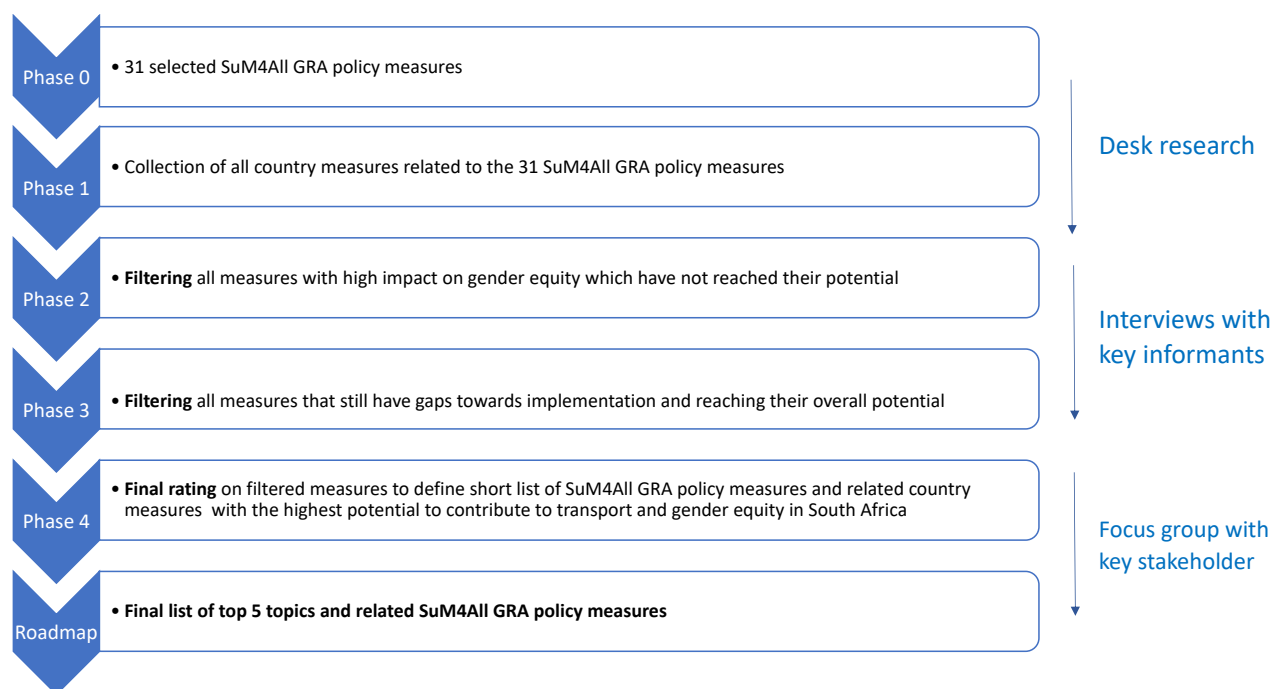 Phase 0
• 31 selected SuM4All GRA policy measures
Phase 1
• Collection of all country measures related to the 31 SuM4All GRA policy measures
Desk research
Phase 2
• Filtering all measures with high impact on gender equity which have not reached their potential
Phase 3
• Filtering all measures that still have gaps towards implementation and reaching their overall potential
Interviews with
key informants
Phase 4
• Final rating on filtered measures to define short list of SuM4All GRA policy measures and related country
measures with the highest potential to contribute to transport and gender equity in South Africa
Roadmap
• Final list of top 5 topics and related SuM4All GRA policy measures
Focus group with
key stakeholder